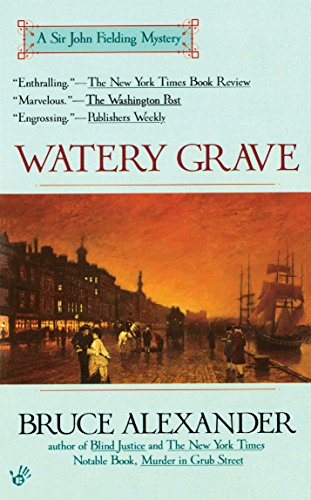 A Sir John Fielding Mystery
"Enthralling."—The New York Times Book Review
"Marvelous."—The Washington Post
"Engrossing."—Publishers Weekly
WATERY GRAVE
BRUCE ALEXANDER
author of Blind Justice and The New York Times
Notable Book, Murder in Grub Street